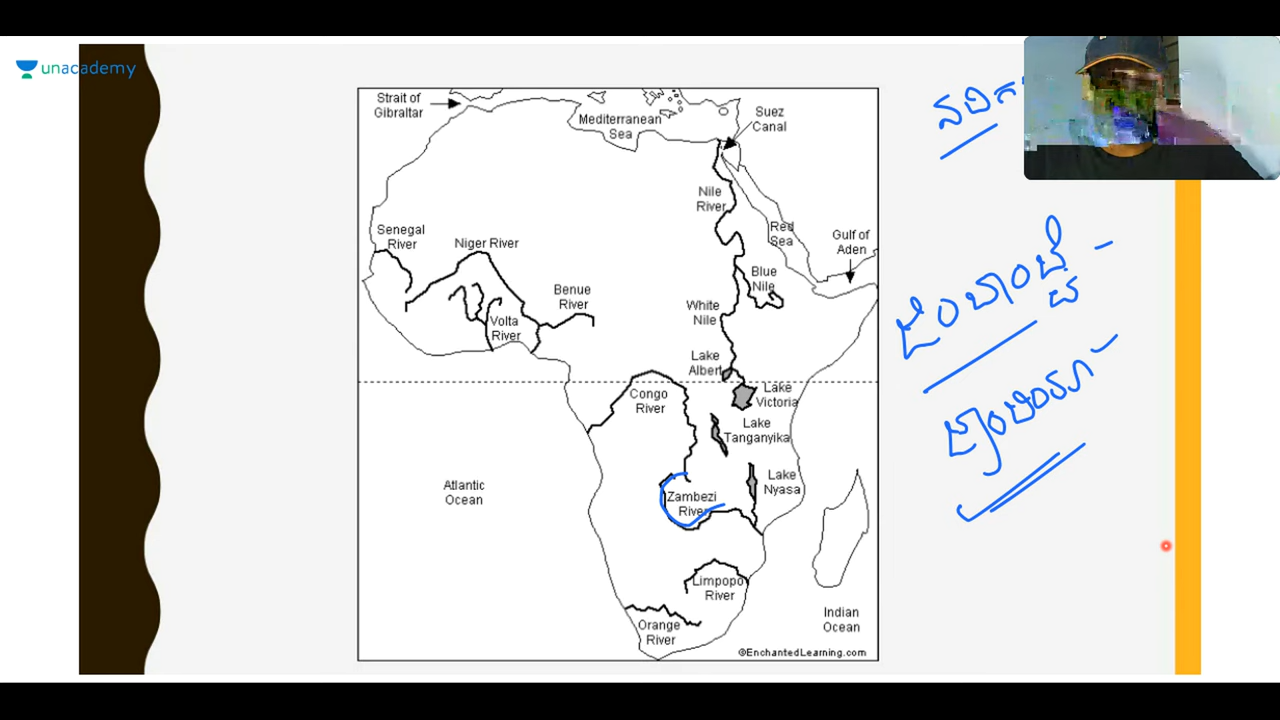 unacademy
Strait of
Gibraltar
Mediterranean
Sea
Suez
Canal
Nile
River
Red
Sea
Gulf of
Aden
Senegal
River
Niger River
Blue
Nile
Benue
River
White
Nile
Volta
River
Lake
Albert
Congo
River
Lake
Victoria
Lake
Tanganyika
Atlantic
Ocean
Lake
Nyasa
Zambezi
River
Limpopo
River
Orange
River
Indian
Ocean
©EnchantedLearning.com
ಜಿಂಬಾಂಬ್ವೆ -